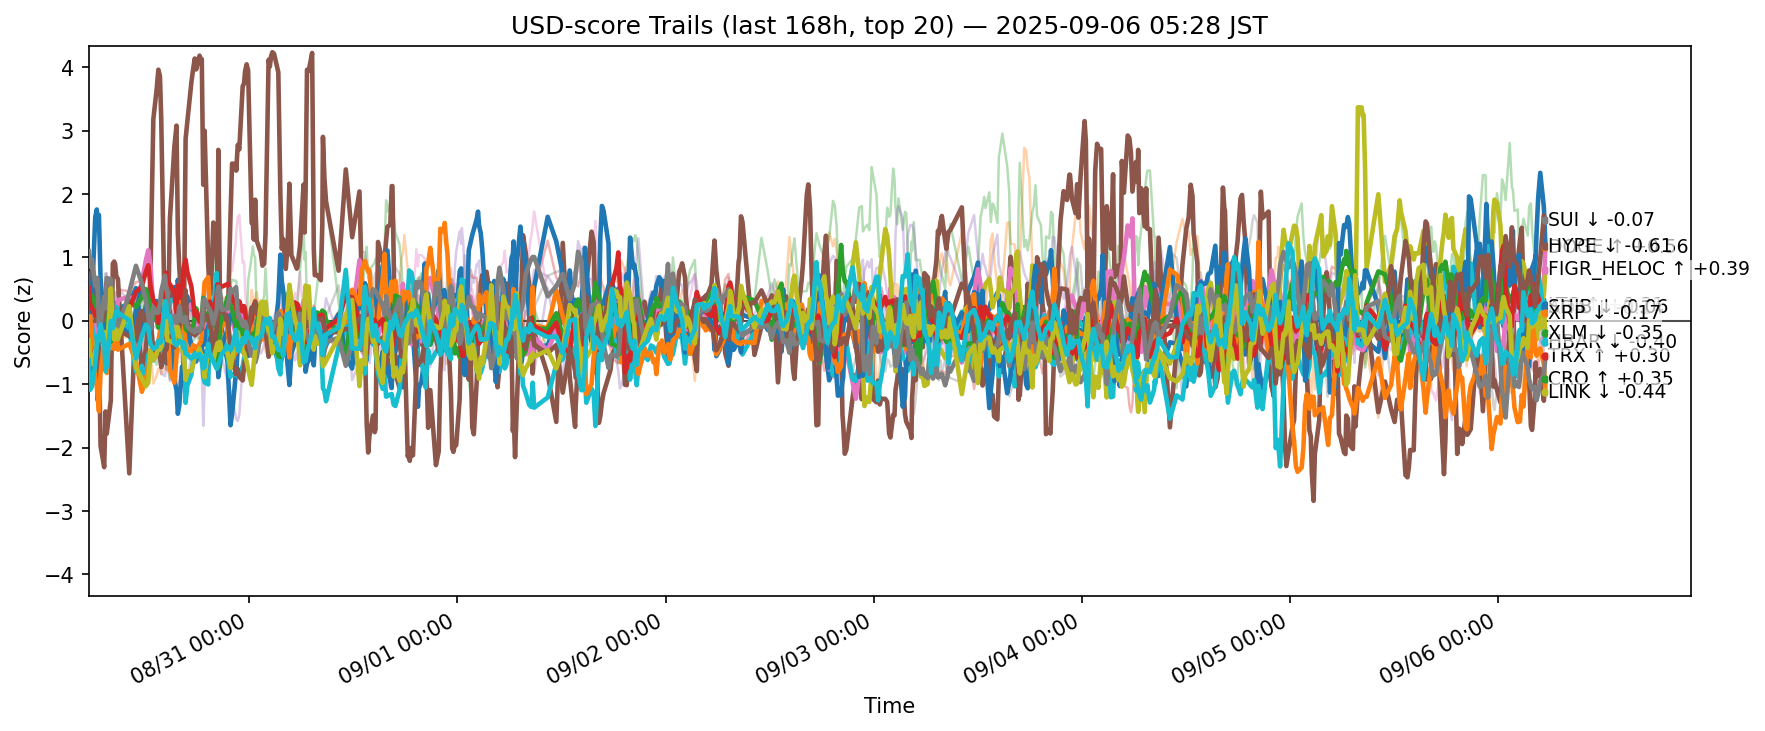 USD-score Trails (last 168h, top 20) — 2025-09-06 05:28 JST
Score (z)
4
3
2
1
0
−1
−2
−3
−4
SUI ↓ -0.07
HYPE ↓ -0.61
FIGR_HELOC ↑ +0.39
XRP ↓ -0.17
XLM ↓ -0.35
TRX ↑ +0.30
CRO ↑ +0.35
LINK ↓ -0.44
08/31 00:00
09/01 00:00
09/02 00:00
09/03 00:00
09/04 00:00
09/05 00:00
09/06 00:00
Time